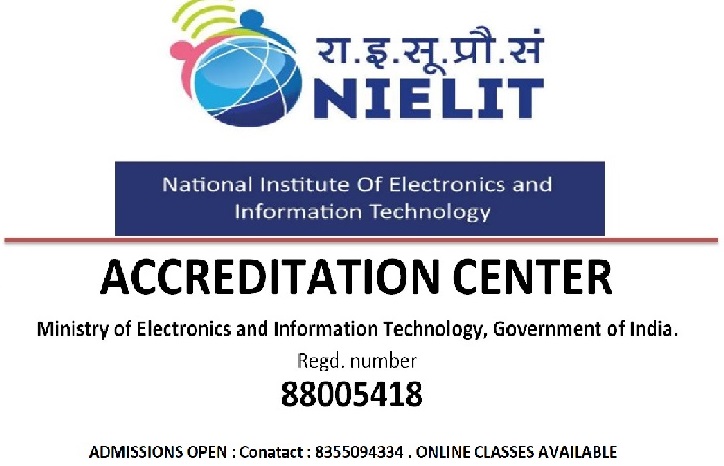 रा.इ.सू.प्रौ.सं
NIELIT
National Institute Of Electronics and
Information Technology
ACCREDITATION CENTER
Ministry of Electronics and Information Technology, Government of India.
Regd. number
88005418
ADMISSIONS OPEN : Conatact : 8355094334 . ONLINE CLASSES AVAILABLE